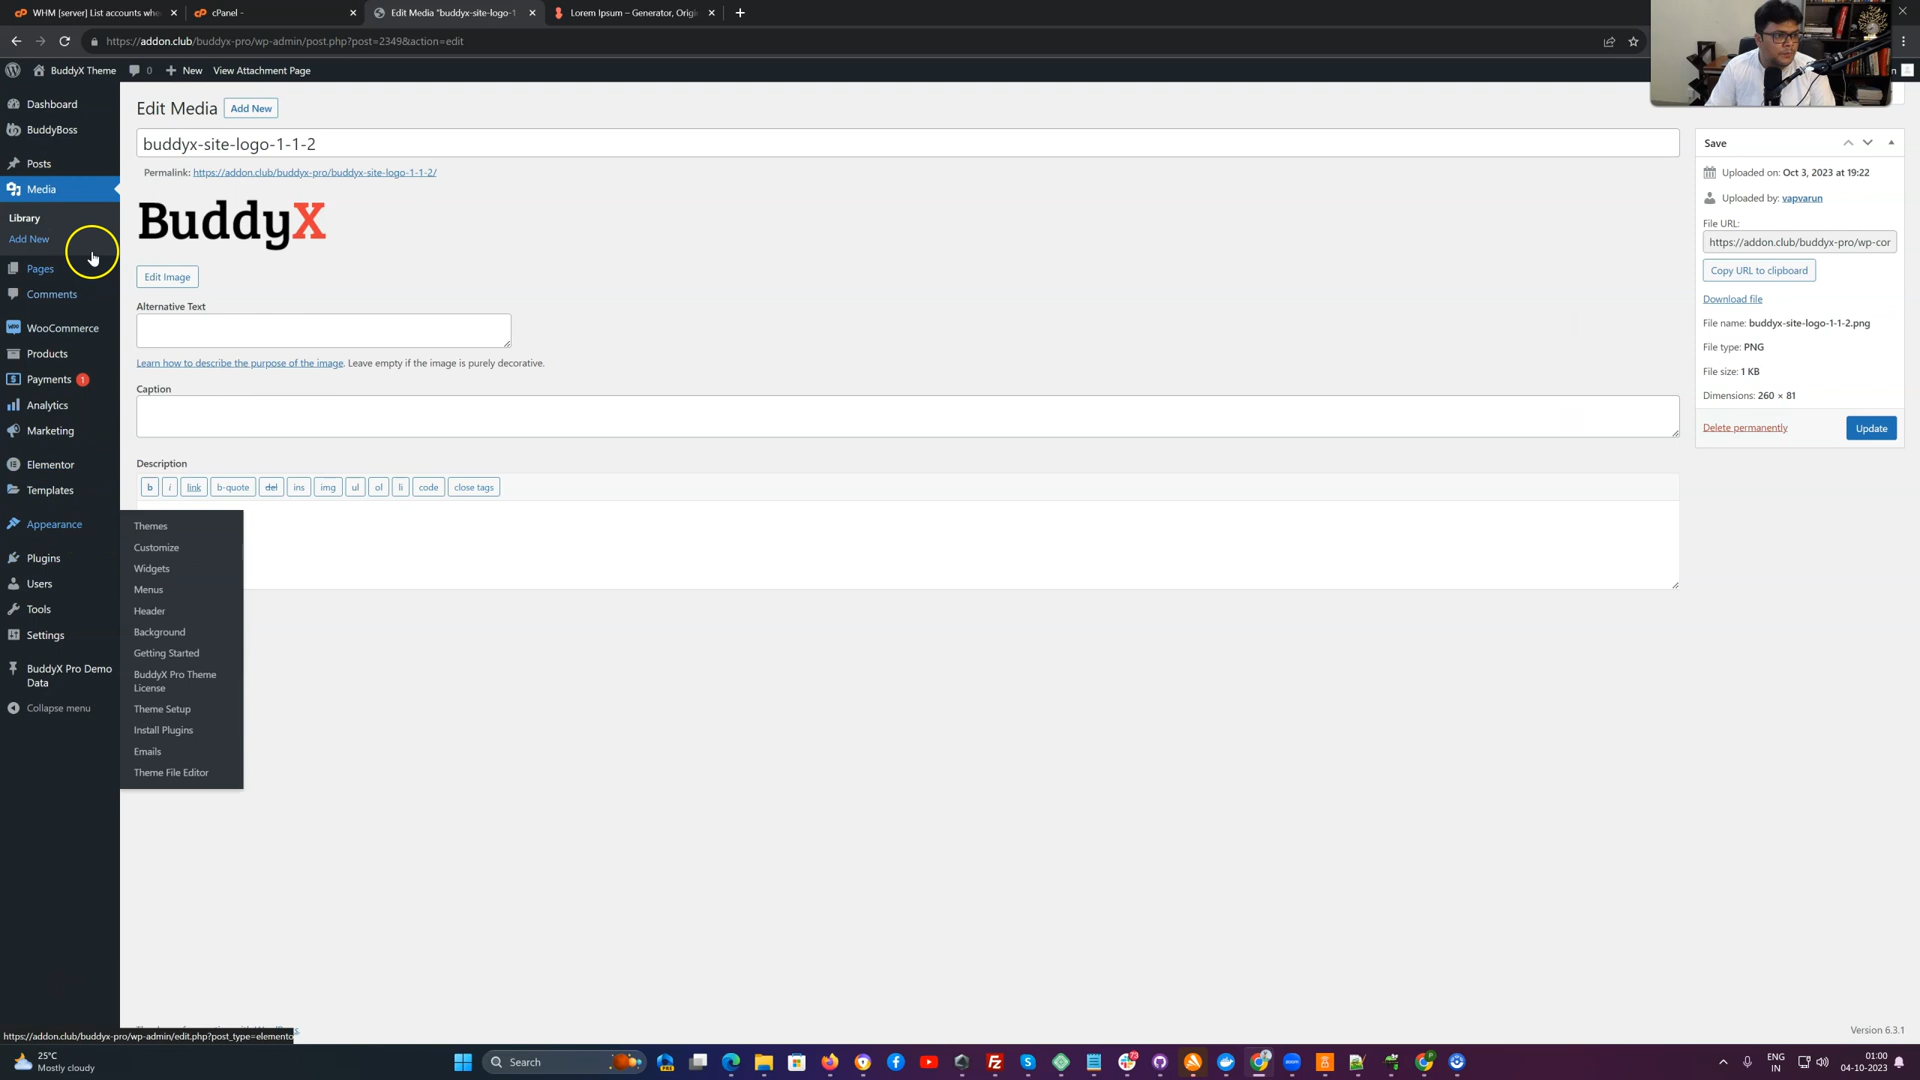 WHM [server] List accounts whe
cPanel -
Edit Media "buddyx-site-logo-1
Lorem Ipsum – Generator, Origi
https://addon.club/buddyx-pro/wp-admin/post.php?post=2349&action=edit
BuddyX Theme
0
New
View Attachment Page
n
Dashboard
BuddyBoss
Posts
Media
Library
Add New
Pages
Comments
WooCommerce
Products
Payments 1
Analytics
Marketing
Elementor
Templates
Appearance
Plugins
Users
Tools
Settings
BuddyX Pro Demo
Data
Collapse menu
Themes
Customize
Widgets
Menus
Header
Background
Getting Started
BuddyX Pro Theme
License
Theme Setup
Install Plugins
Emails
Theme File Editor
Edit Media
Add New
buddyx-site-logo-1-1-2
Permalink: https://addon.club/buddyx-pro/buddyx-site-logo-1-1-2/
BuddyX
Edit Image
Alternative Text
Learn how to describe the purpose of the image. Leave empty if the image is purely decorative.
Caption
Description
b
i
link
b-quote
del
ins
img
ul
ol
li
code
close tags
Save
Uploaded on: Oct 3, 2023 at 19:22
Uploaded by: vapvarun
File URL:
https://addon.club/buddyx-pro/wp-cor
Copy URL to clipboard
Download file
File name: buddyx-site-logo-1-1-2.png
File type: PNG
File size: 1 KB
Dimensions: 260 × 81
Delete permanently
Update
Version 6.3.1
https://addon.club/buddyx-pro/wp-admin/edit.php?post_type=elemento
25°C
Mostly cloudy
Search
ENG
IN
01:00
04-10-2023